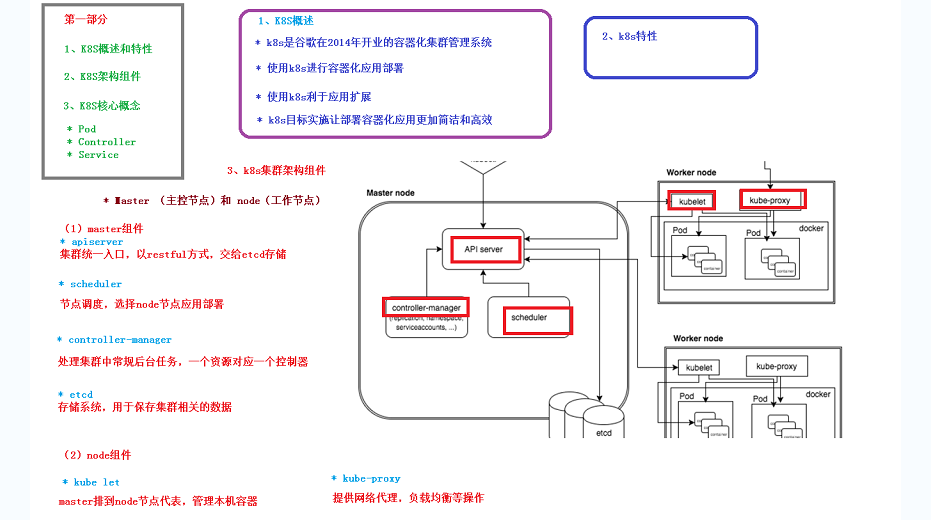 第一部分
1、K8S概述和特性
2、K8S架构组件
3、K8S核心概念
* Pod
* Controller
* Service
1、K8S概述
* k8s是谷歌在2014年开业的容器化集群管理系统
* 使用k8s进行容器化应用部署
* 使用k8s利于应用扩展
* k8s目标实施让部署容器化应用更加简洁和高效
2、k8s特性
3、k8s集群架构组件
* Master （主控节点）和 node（工作节点）
（1）master组件
* apiserver
集群统一入口，以restful方式，交给etcd存储
* scheduler
节点调度，选择node节点应用部署
* controller-manager
处理集群中常规后台任务，一个资源对应一个控制器
* etcd
存储系统，用于保存集群相关的数据
（2）node组件
* kube let
master排到node节点代表，管理本机容器
* kube-proxy
提供网络代理，负载均衡等操作
Master node
API server
controller-manager
(replication, namespace,
serviceaccounts, ...)
scheduler
etcd
Worker node
kubelet
kube-proxy
docker
Pod
container
Pod
container
Worker node
kubelet
kube-proxy
docker
Pod
container
Pod
container